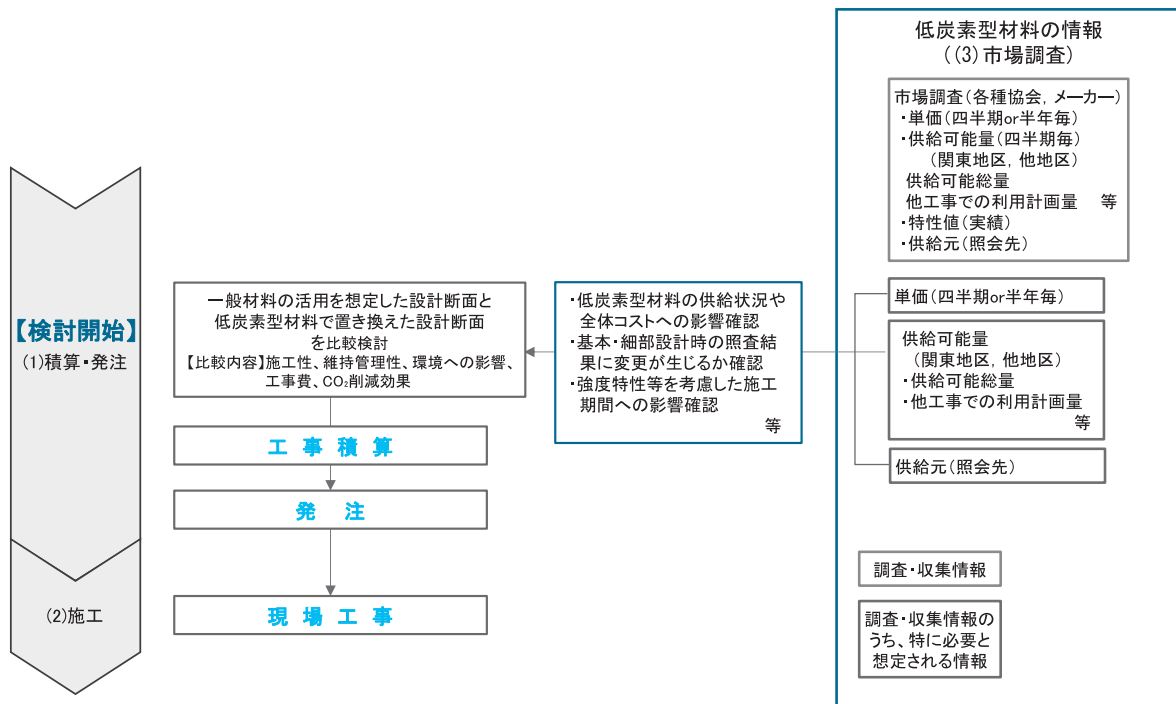 低炭素型材料の情報
((3)市場調査)
市場調査(各種協会, メーカー)
・単価(四半期or半年毎)
・供給可能量(四半期毎)
(関東地区, 他地区)
供給可能総量
他工事での利用計画量 等
・特性値(実績)
・供給元(照会先)
【検討開始】
(1)積算・発注
一般材料の活用を想定した設計断面と
低炭素型材料で置き換えた設計断面
を比較検討
【比較内容】施工性、維持管理性、環境への影響、
工事費、CO₂削減効果
・低炭素型材料の供給状況や
全体コストへの影響確認
・基本・細部設計時の照査結
果に変更が生じるか確認
・強度特性等を考慮した施工
期間への影響確認
等
単価(四半期or半年毎)
供給可能量
(関東地区, 他地区)
・供給可能総量
・他工事での利用計画量
等
供給元(照会先)
工事積算
発注
(2)施工
現場工事
調査・収集情報
調査・収集情報の
うち、特に必要と
想定される情報